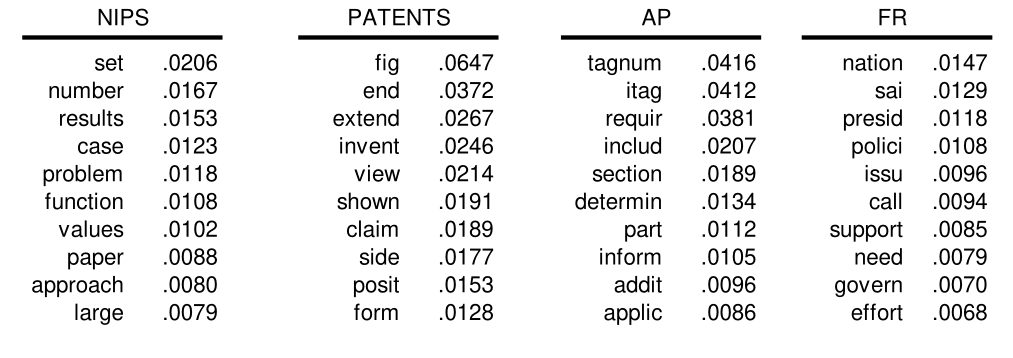 NIPS PATENTS AP FR
set .0206 fig .0647 tagnum .0416 nation .0147
number .0167 end .0372 itag .0412 sai .0129
results .0153 extend .0267 requir .0381 presid .0118
case .0123 invent .0246 includ .0207 polici .0108
problem .0118 view .0214 section .0189 issu .0096
function .0108 shown .0191 determin .0134 call .0094
values .0102 claim .0189 part .0112 support .0085
paper .0088 side .0177 inform .0105 need .0079
approach .0080 posit .0153 addit .0096 govern .0070
large .0079 form .0128 applic .0086 effort .0068